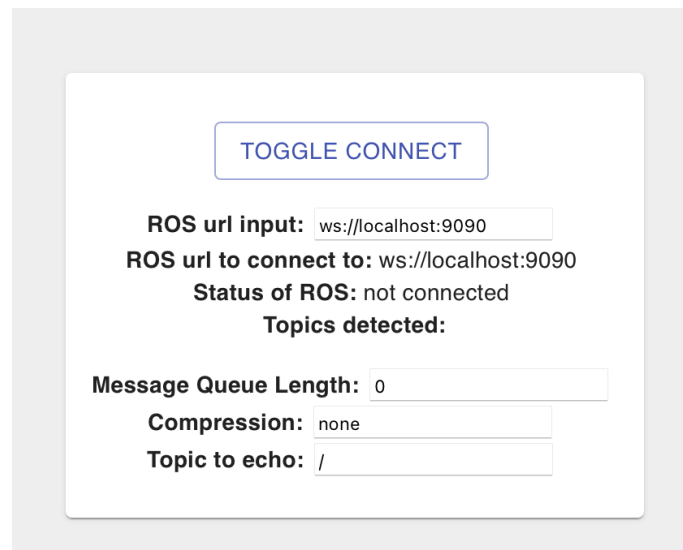 TOGGLE CONNECT
ROS url input: ws://localhost:9090
ROS url to connect to: ws://localhost:9090
Status of ROS: not connected
Topics detected:
Message Queue Length: 0
Compression: none
Topic to echo: /